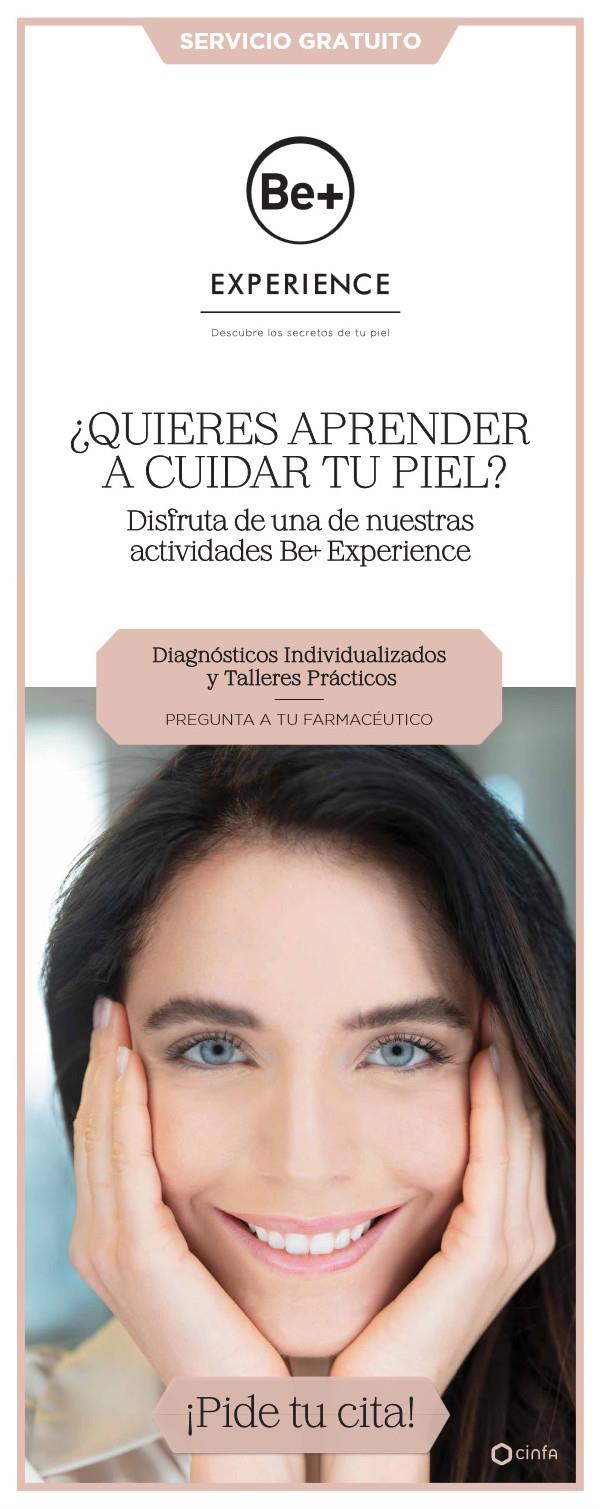 SERVICIO GRATUITO
Be+
EXPERIENCE
Descubre los secretos de tu piel
¿QUIERES APRENDER
A CUIDAR TU PIEL?
Disfruta de una de nuestras
actividades Be+ Experience
Diagnósticos Individualizados
y Talleres Prácticos
PREGUNTA A TU FARMACÉUTICO
¡Pide tu cita!
cinfa